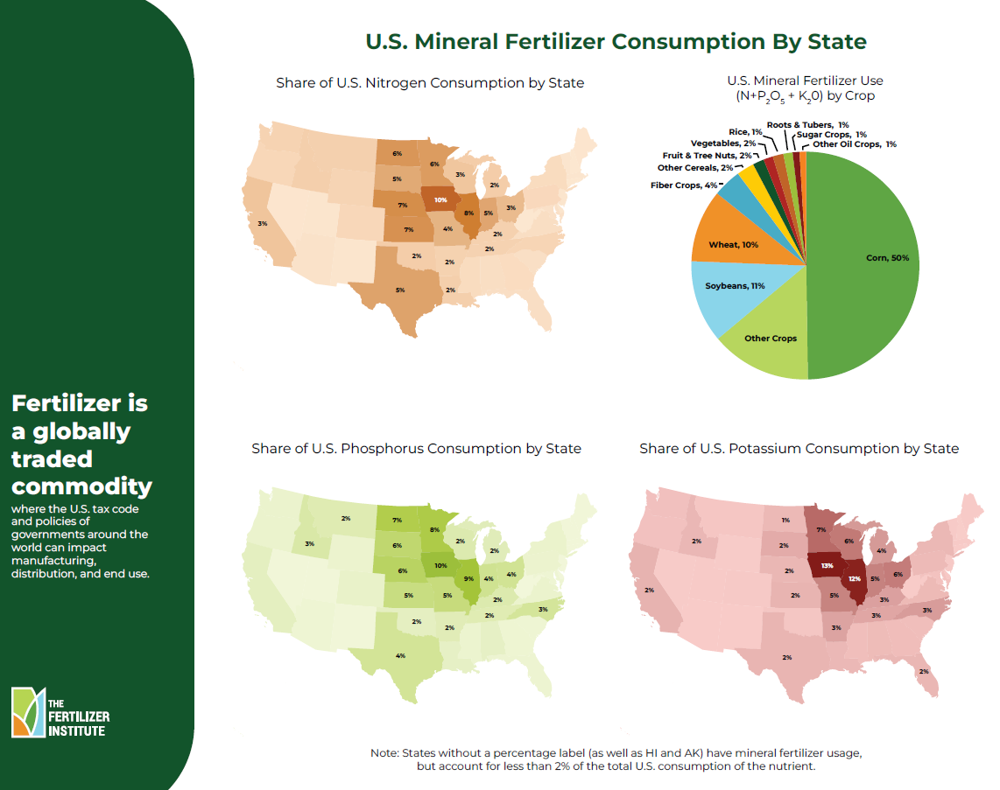 U.S. Mineral Fertilizer Consumption By State
Share of U.S. Nitrogen Consumption by State
6%
6%
5%
3%
2%
7%
10%
8%
5%
3%
3%
7%
4%
2%
2%
2%
2%
5%
2%
U.S. Mineral Fertilizer Use
(N+P2O5 + K20) by Crop
Roots & Tubers, 1%
Rice, 1%
Sugar Crops, 1%
Vegetables, 2%
Other Oil Crops, 1%
Fruit & Tree Nuts, 2%
Other Cereals, 2%
Fiber Crops, 4%
Wheat, 10%
Corn, 50%
Soybeans, 11%
Other Crops
Fertilizer is
a globally
traded
commodity
where the U.S. tax code
and policies of
governments around the
world can impact
manufacturing,
distribution, and end use.
THE
FERTILIZER
INSTITUTE
Share of U.S. Phosphorus Consumption by State
2%
7%
8%
3%
6%
2%
2%
6%
10%
9%
4%
4%
5%
5%
2%
3%
2%
2%
2%
4%
Share of U.S. Potassium Consumption by State
1%
7%
2%
2%
6%
4%
2%
13%
12%
5%
6%
2%
2%
5%
3%
3%
3%
3%
2%
2%
Note: States without a percentage label (as well as HI and AK) have mineral fertilizer usage,
but account for less than 2% of the total U.S. consumption of the nutrient.